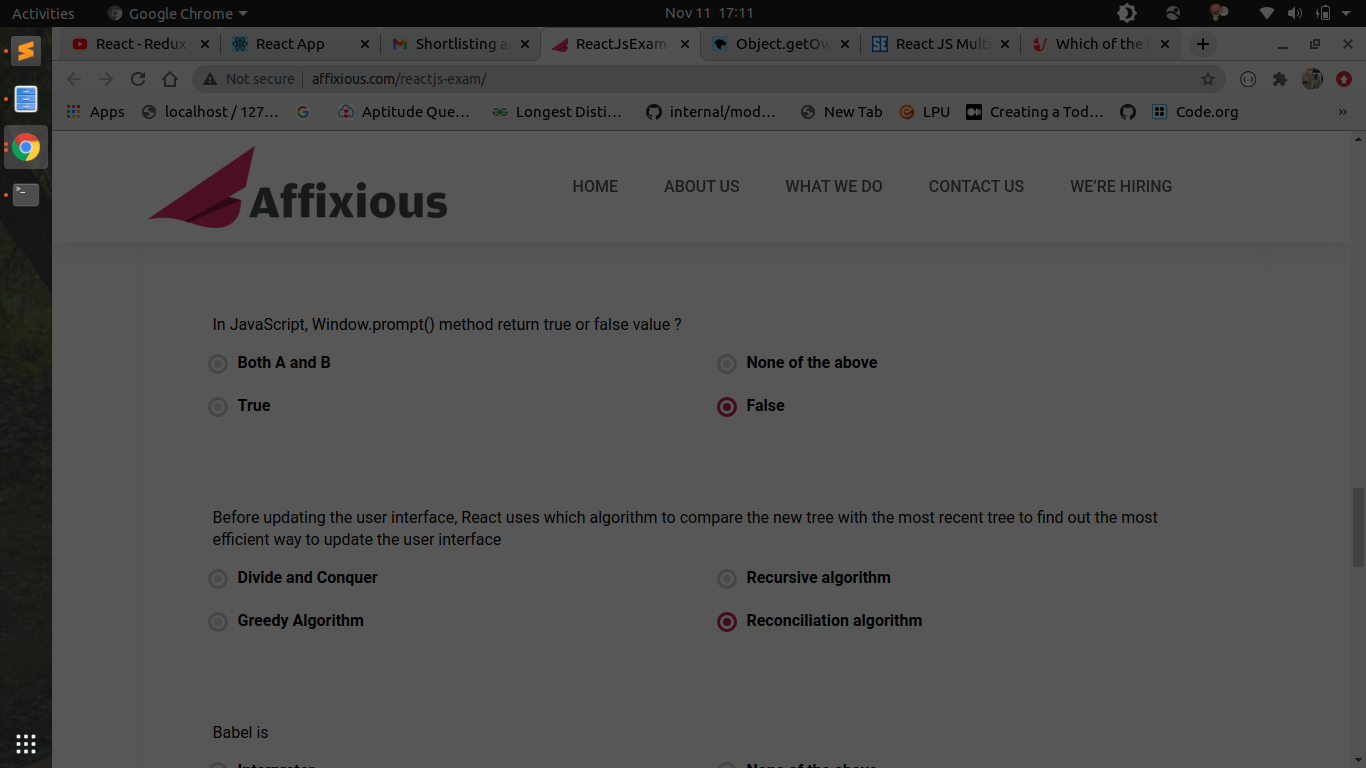 Activities
Google Chrome
Nov 11 17:11
React - Redux
React App
Shortlisting a
ReactJsExam
Object.getOw
React JS Multi
Which of the
Not secure
affixious.com/reactjs-exam/
Apps
localhost / 127...
Aptitude Que...
Longest Disti...
internal/mod...
New Tab
LPU
Creating a Tod...
Code.org
»
Affixious
HOME
ABOUT US
WHAT WE DO
CONTACT US
WE'RE HIRING
In JavaScript, Window.prompt() method return true or false value ?
Both A and B
None of the above
True
False
Before updating the user interface, React uses which algorithm to compare the new tree with the most recent tree to find out the most
efficient way to update the user interface
Divide and Conquer
Recursive algorithm
Greedy Algorithm
Reconciliation algorithm
Babel is
Interpreter
None of the above